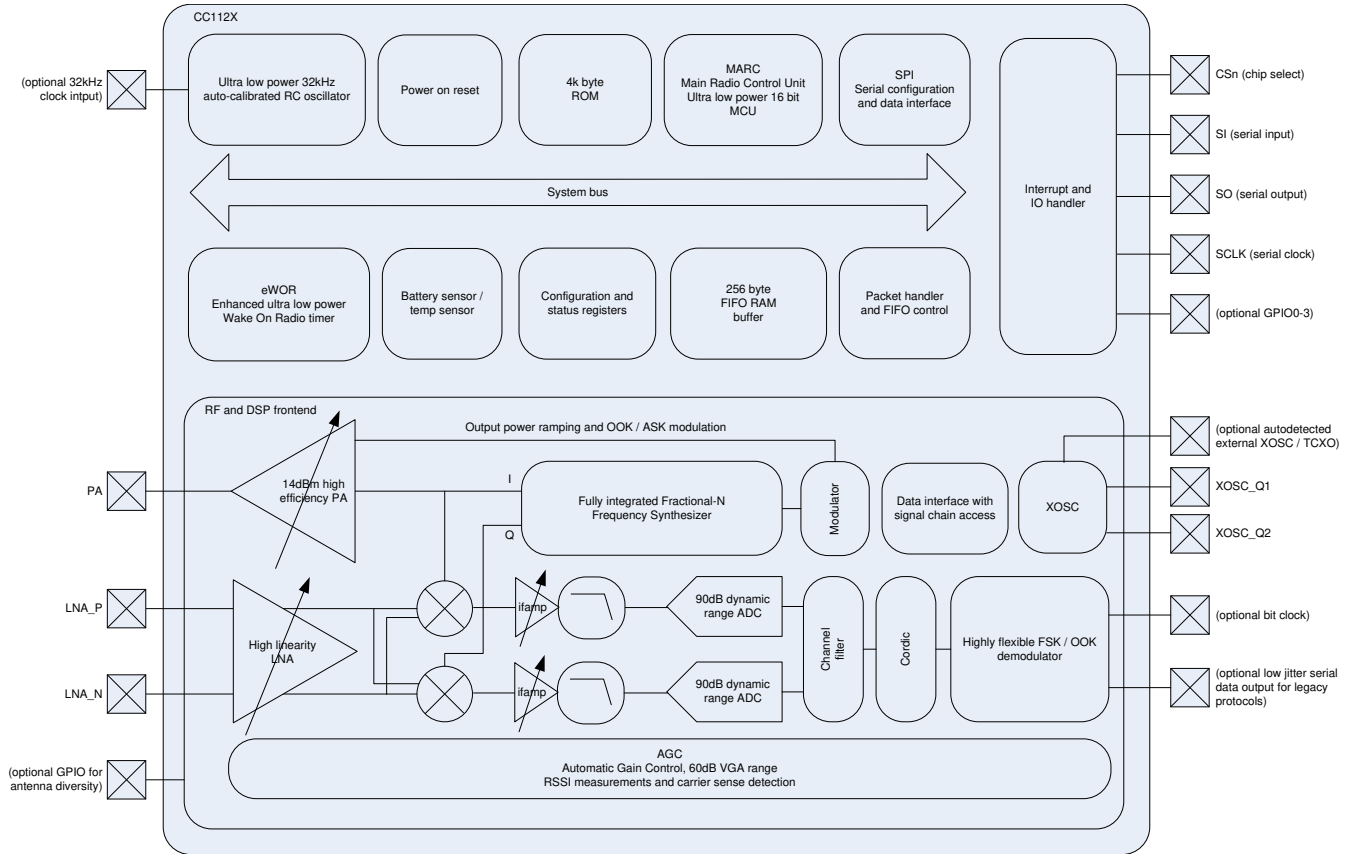 CC112X
(optional 32kHz
clock intput)
Ultra low power 32kHz
auto-calibrated RC oscillator
Power on reset
4k byte
ROM
MARC
Main Radio Control Unit
Ultra low power 16 bit
MCU
SPI
Serial configuration
and data interface
System bus
eWOR
Enhanced ultra low power
Wake On Radio timer
Battery sensor /
temp sensor
Configuration and
status registers
256 byte
FIFO RAM
buffer
Packet handler
and FIFO control
Interrupt and
IO handler
CSn (chip select)
SI (serial input)
SO (serial output)
SCLK (serial clock)
(optional GPIO0-3)
RF and DSP frontend
Output power ramping and OOK / ASK modulation
PA
14dBm high
efficiency PA
I
Q
Fully integrated Fractional-N
Frequency Synthesizer
Modulator
Data interface with
signal chain access
XOSC
(optional autodetected
external XOSC / TCXO)
XOSC_Q1
XOSC_Q2
LNA_P
LNA_N
High linearity
LNA
ifamp
ifamp
90dB dynamic
range ADC
90dB dynamic
range ADC
Channel
filter
Cordic
Highly flexible FSK / OOK
demodulator
(optional bit clock)
(optional low jitter serial
data output for legacy
protocols)
(optional GPIO for
antenna diversity)
AGC
Automatic Gain Control, 60dB VGA range
RSSI measurements and carrier sense detection